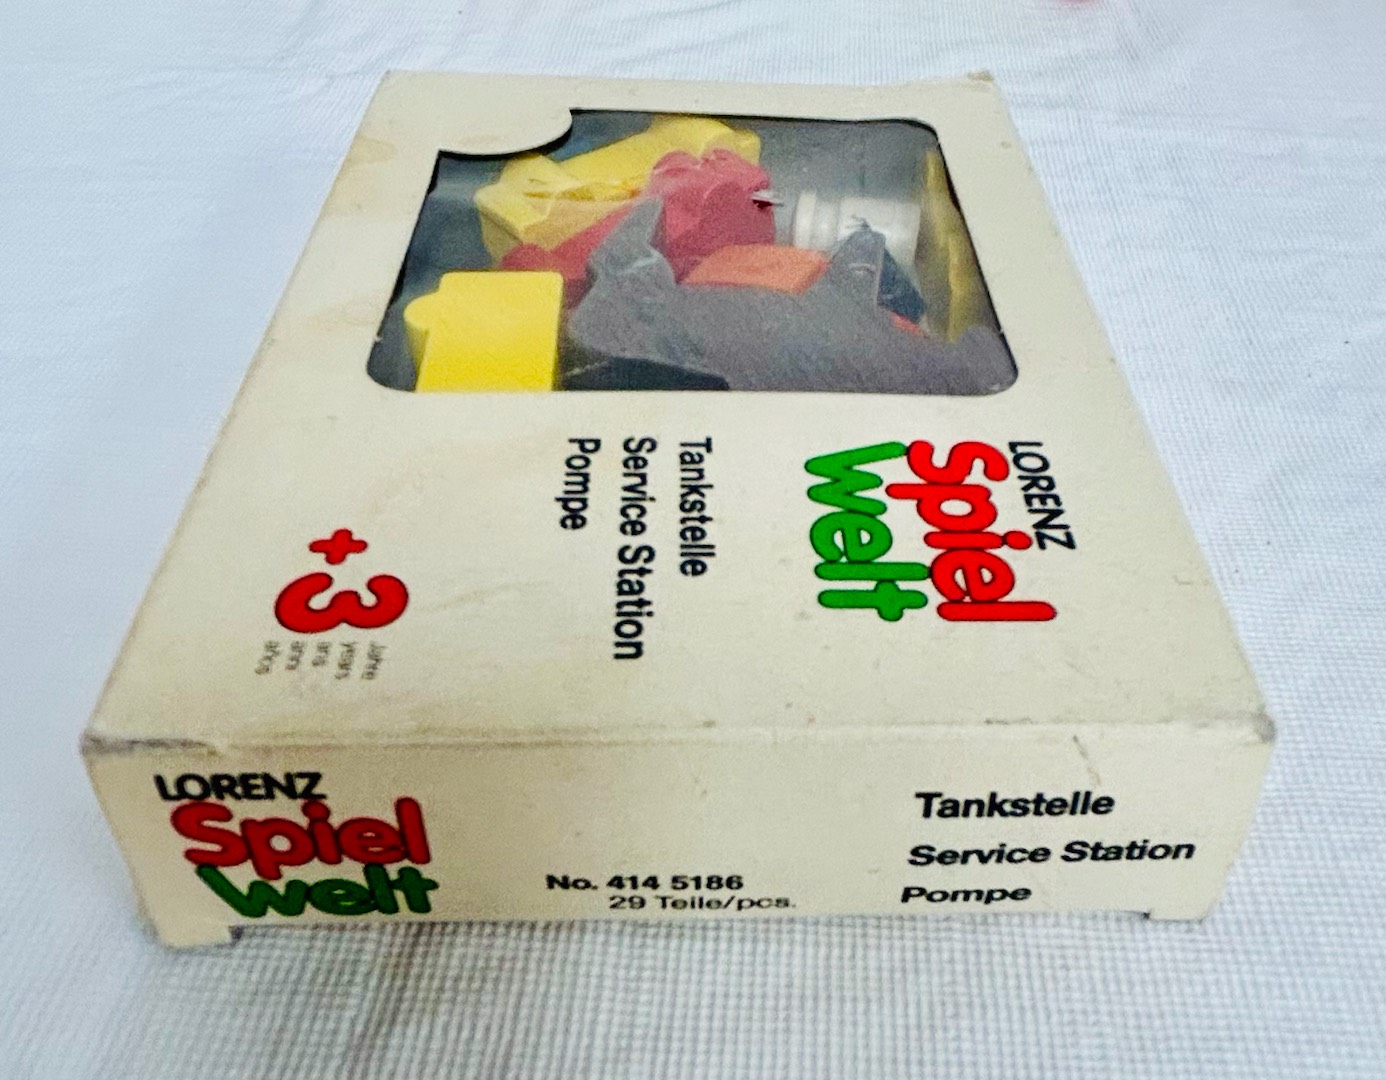 LORENZ
Spiel
Welt
Tankstelle
Service Station
Pompe
+3
Jahre
years
ans
anni
años
LORENZ
Spiel
Welt
No. 414 5186
29 Teile/pcs.
Tankstelle
Service Station
Pompe